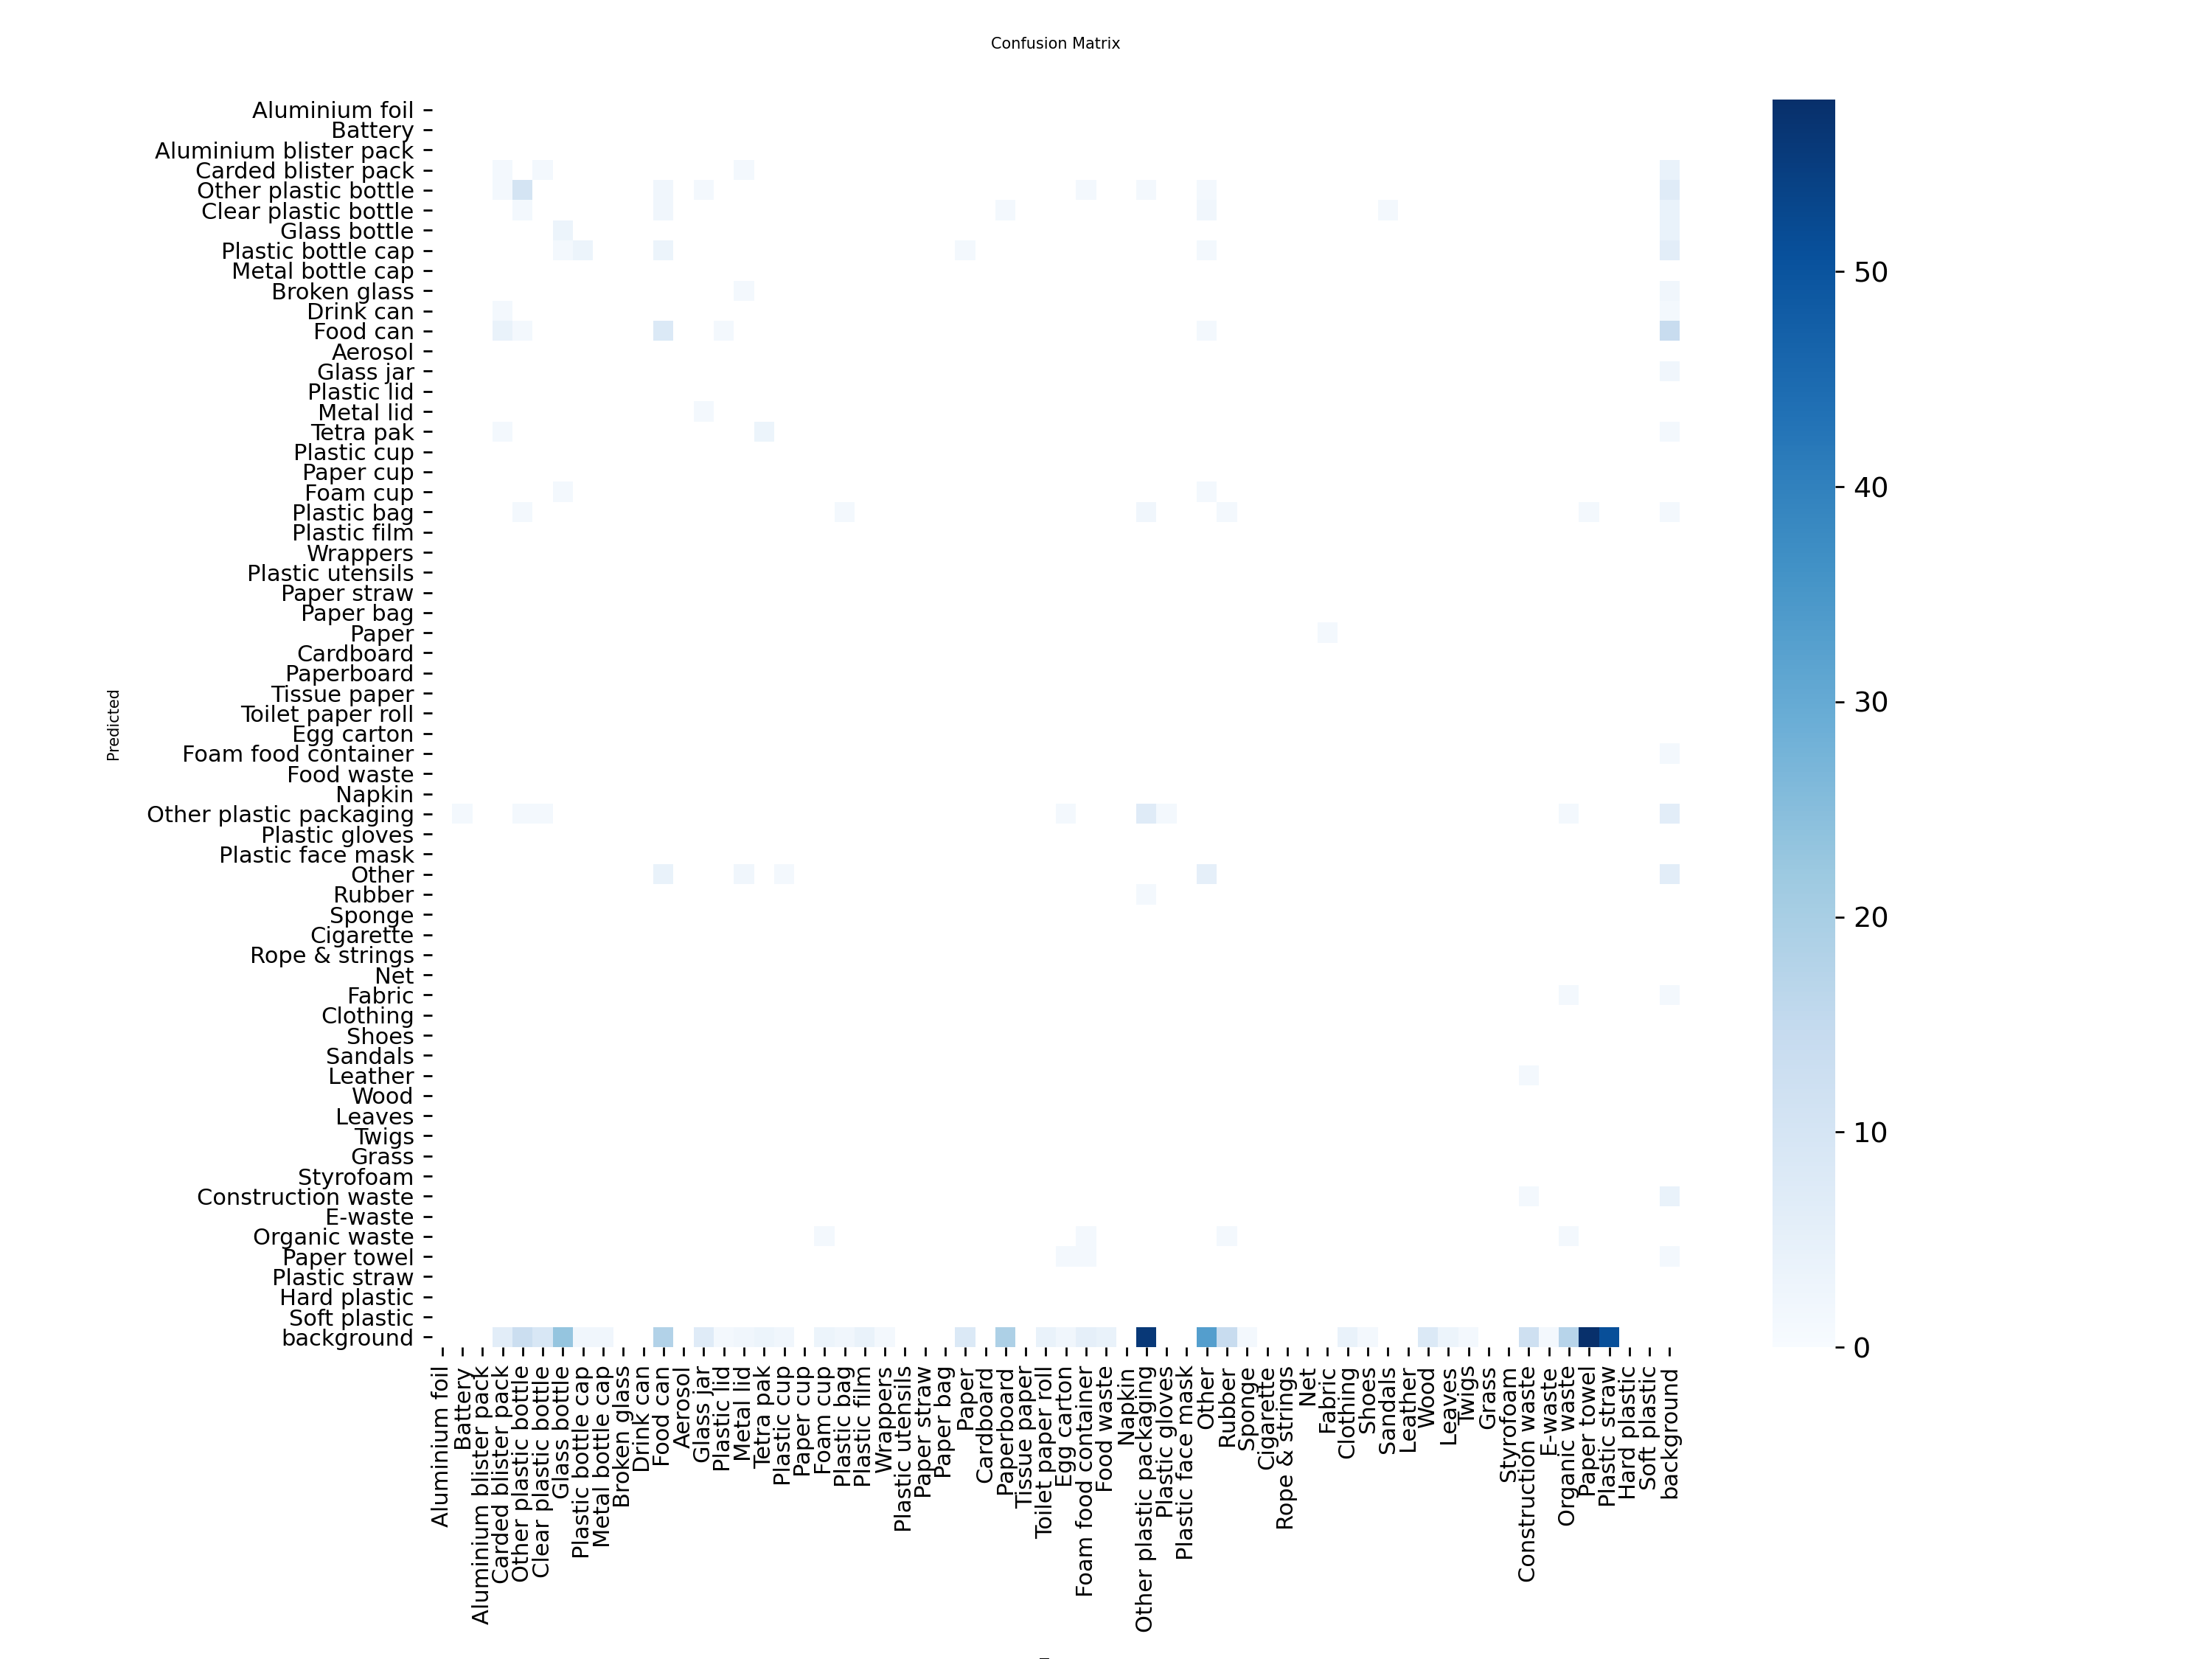 Confusion Matrix
Aluminium foil
Battery
Aluminium blister pack
Carded blister pack
Other plastic bottle
Clear plastic bottle
Glass bottle
Plastic bottle cap
Metal bottle cap
Broken glass
Drink can
Food can
Aerosol
Glass jar
Plastic lid
Metal lid
Tetra pak
Plastic cup
Paper cup
Foam cup
Plastic bag
Plastic film
Wrappers
Plastic utensils
Paper straw
Paper bag
Paper
Cardboard
Paperboard
Tissue paper
Toilet paper roll
Egg carton
Foam food container
Food waste
Napkin
Other plastic packaging
Plastic gloves
Plastic face mask
Other
Rubber
Sponge
Cigarette
Rope & strings
Net
Fabric
Clothing
Shoes
Sandals
Leather
Wood
Leaves
Twigs
Grass
Styrofoam
Construction waste
E-waste
Organic waste
Paper towel
Plastic straw
Hard plastic
Soft plastic
background
Predicted
Aluminium foil
Battery
Aluminium blister pack
Carded blister pack
Other plastic bottle
Clear plastic bottle
Glass bottle
Plastic bottle cap
Metal bottle cap
Broken glass
Drink can
Food can
Aerosol
Glass jar
Plastic lid
Metal lid
Tetra pak
Plastic cup
Paper cup
Foam cup
Plastic bag
Plastic film
Wrappers
Plastic utensils
Paper straw
Paper bag
Paper
Cardboard
Paperboard
Tissue paper
Toilet paper roll
Egg carton
Foam food container
Food waste
Napkin
Other plastic packaging
Plastic gloves
Plastic face mask
Other
Rubber
Sponge
Cigarette
Rope & strings
Net
Fabric
Clothing
Shoes
Sandals
Leather
Wood
Leaves
Twigs
Grass
Styrofoam
Construction waste
E-waste
Organic waste
Paper towel
Plastic straw
Hard plastic
Soft plastic
background
50
40
30
20
10
0